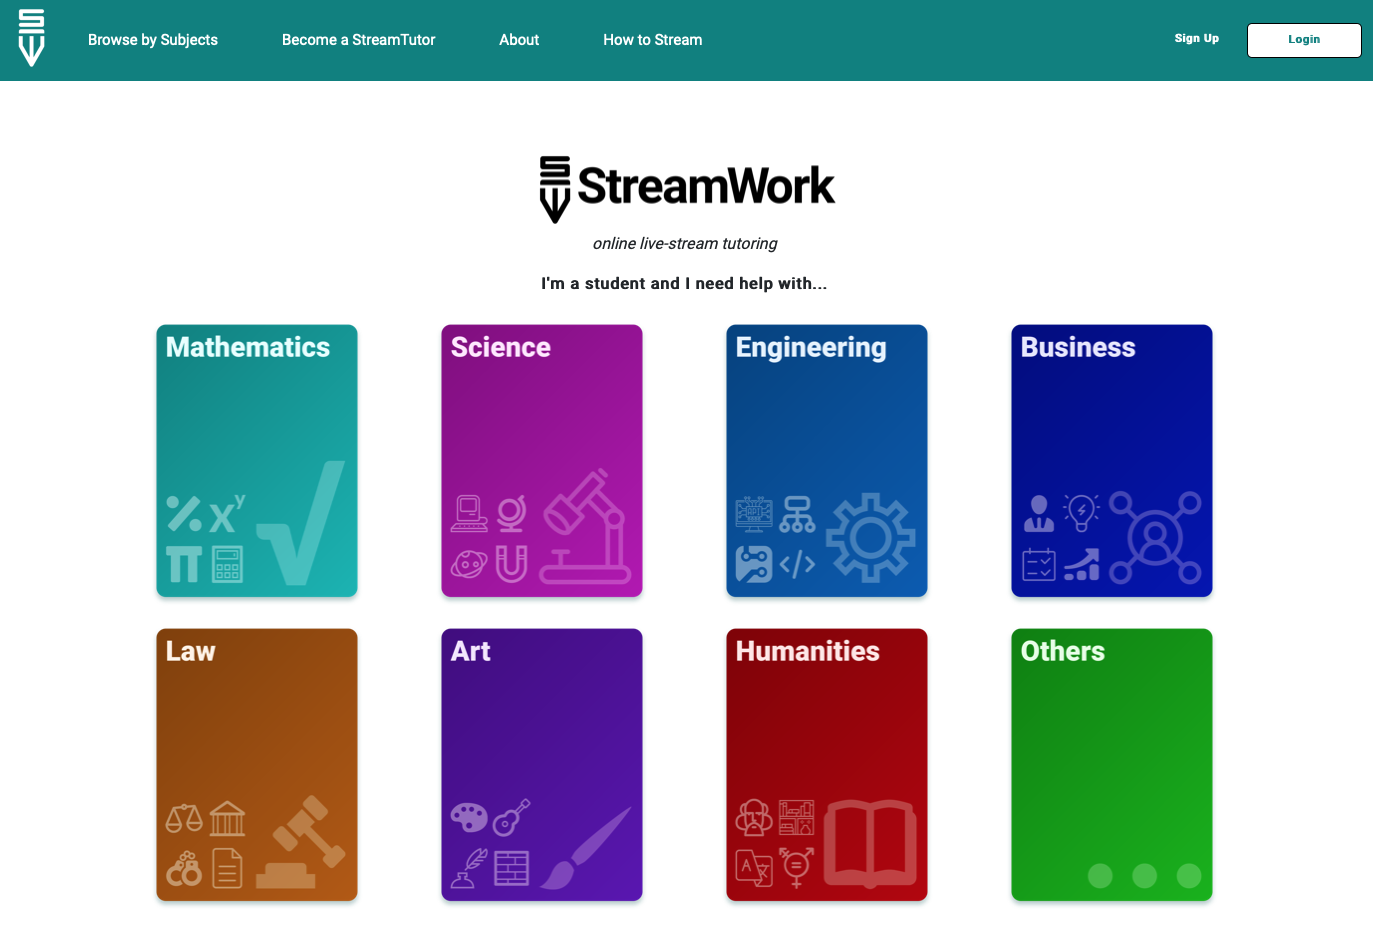 Browse by Subjects
Become a StreamTutor
About
How to Stream
Sign Up
Login
StreamWork
online live-stream tutoring
I'm a student and I need help with...
Mathematics
Science
Engineering
Business
Law
Art
Humanities
Others